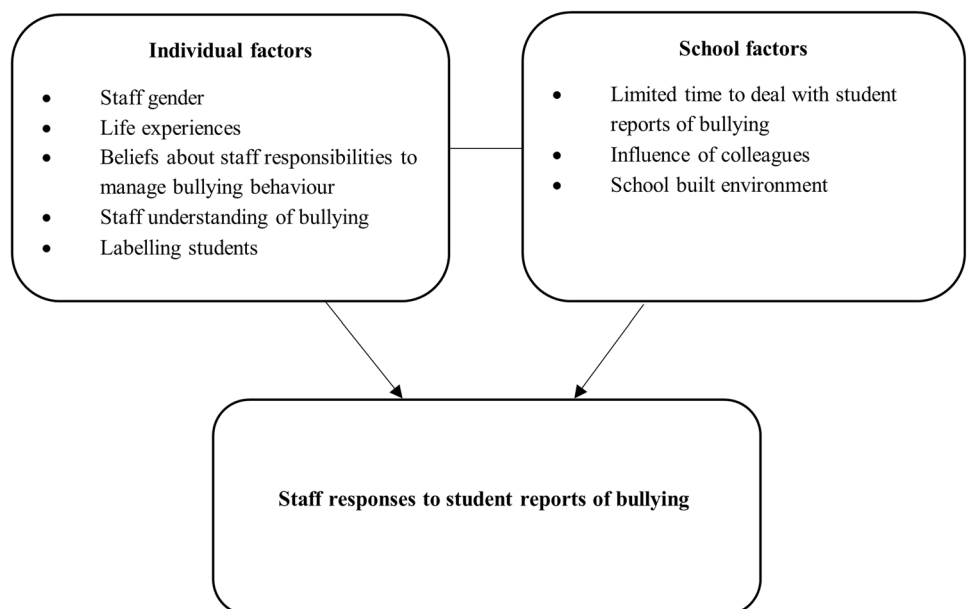 Individual factors
• Staff gender
• Life experiences
• Beliefs about staff responsibilities to
manage bullying behaviour
• Staff understanding of bullying
• Labelling students
School factors
• Limited time to deal with student
reports of bullying
• Influence of colleagues
• School built environment
Staff responses to student reports of bullying